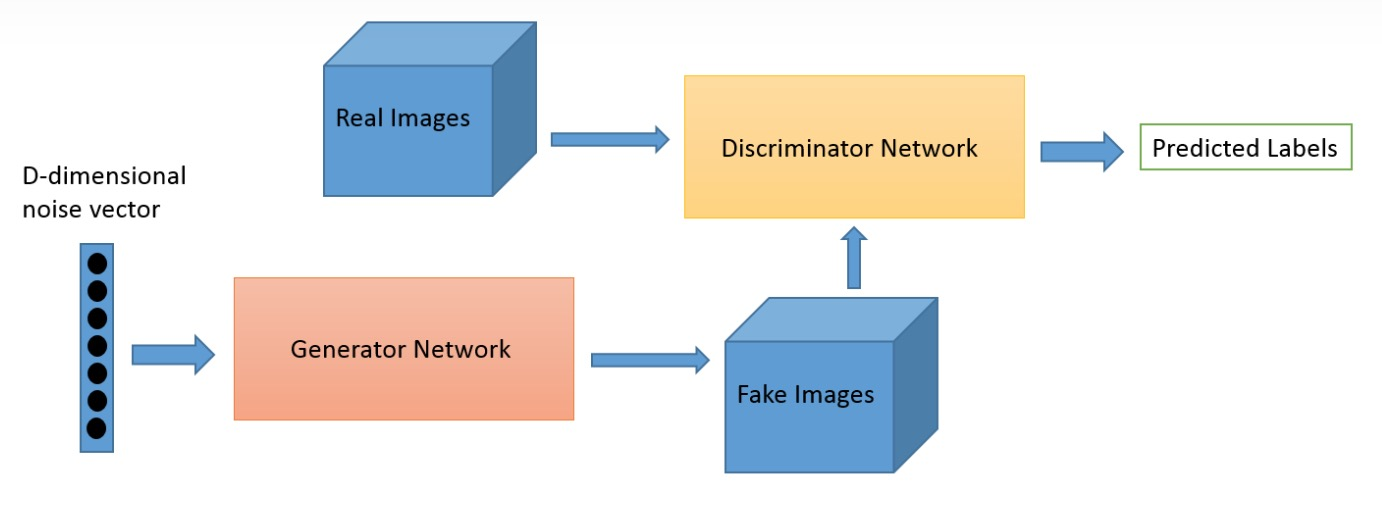 Real Images
Discriminator Network
Predicted Labels
D-dimensional
noise vector
Generator Network
Fake Images